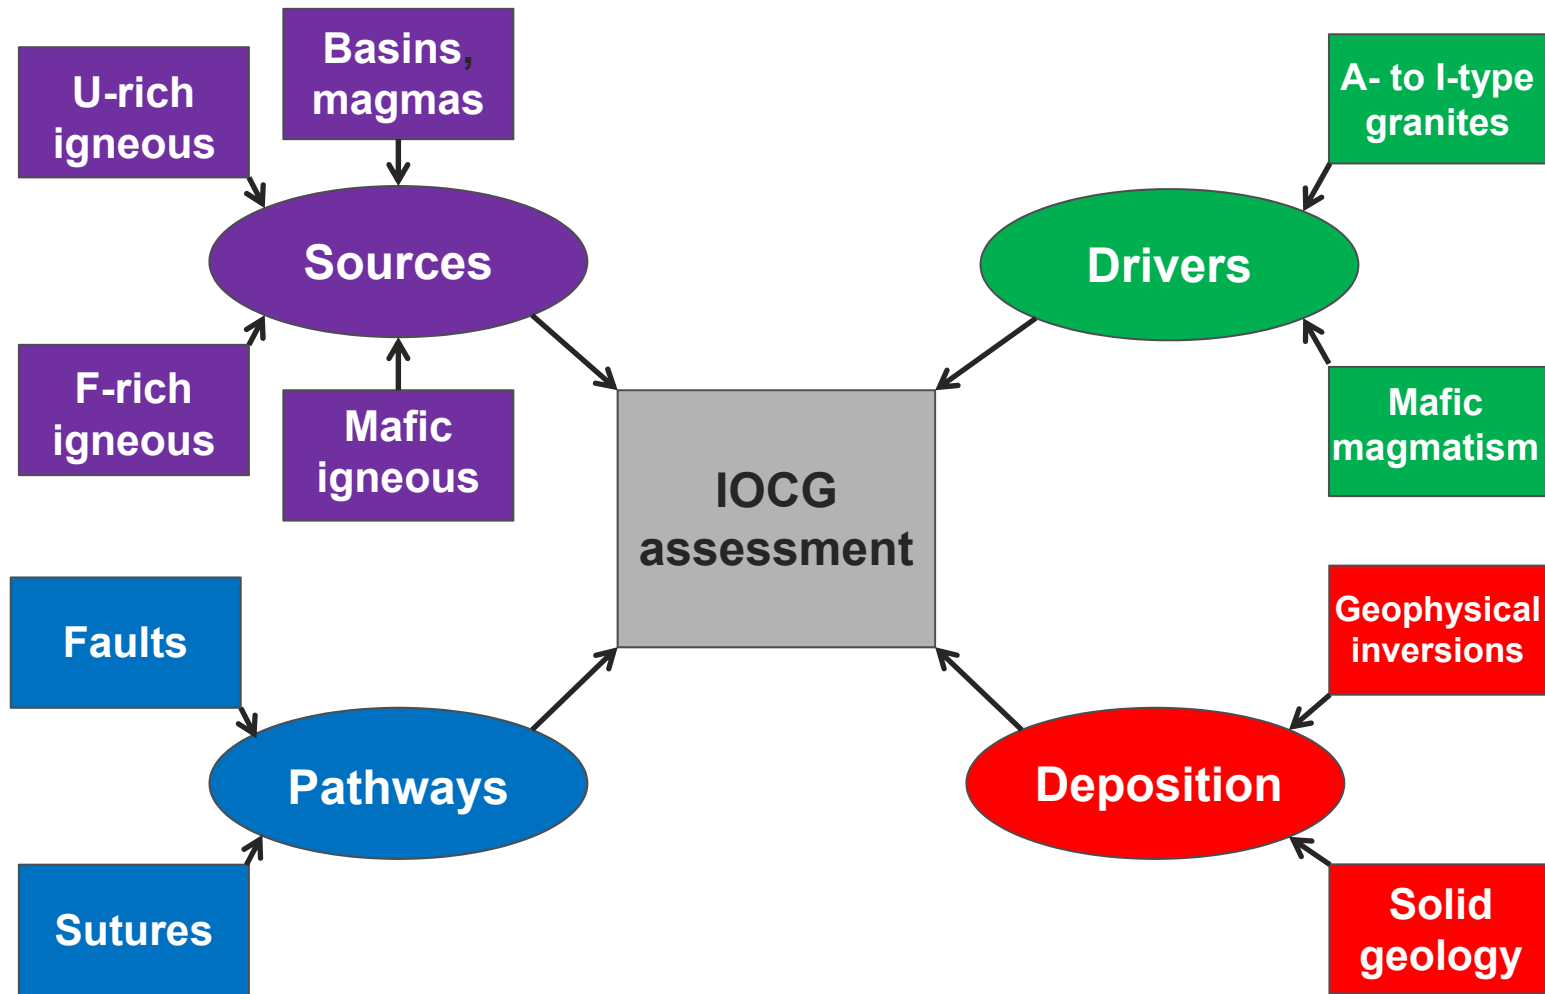 U-rich
igneous
Basins,
magmas
Sources
F-rich
igneous
Mafic
igneous
A- to I-type
granites
Drivers
Mafic
magmatism
IOCG
assessment
Faults
Pathways
Sutures
Geophysical
inversions
Deposition
Solid
geology